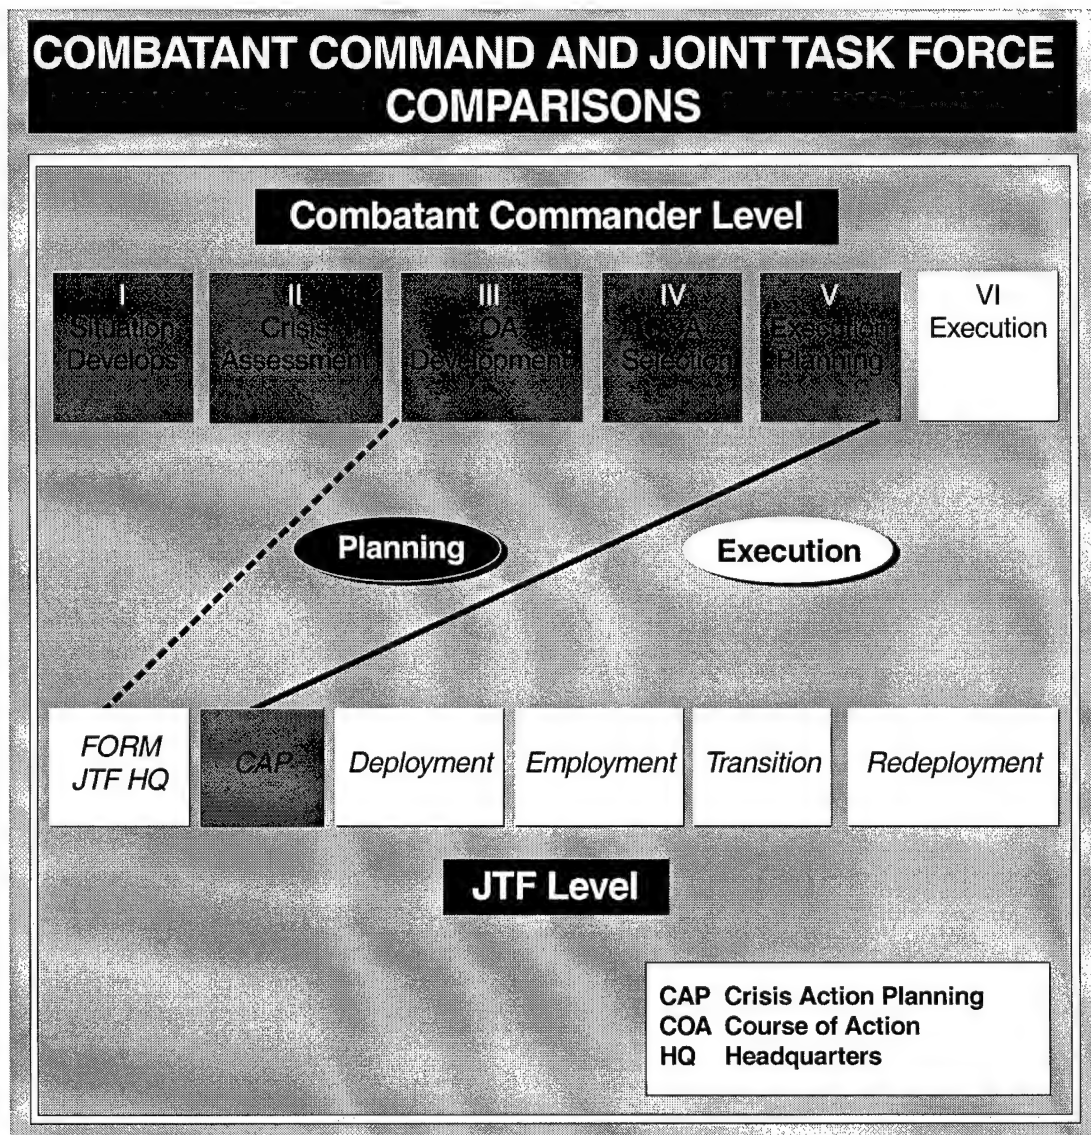 COMBATANT COMMAND AND JOINT TASK FORCE
COMPARISONS
Combatant Commander Level
I
Situation
Develops
II
Crisis
Assessment
III
COA
Development
IV
COA
Selection
V
Execution
Planning
VI
Execution
Planning
Execution
FORM
JTF HQ
CAP
Deployment
Employment
Transition
Redeployment
JTF Level
CAP Crisis Action Planning
COA Course of Action
HQ Headquarters